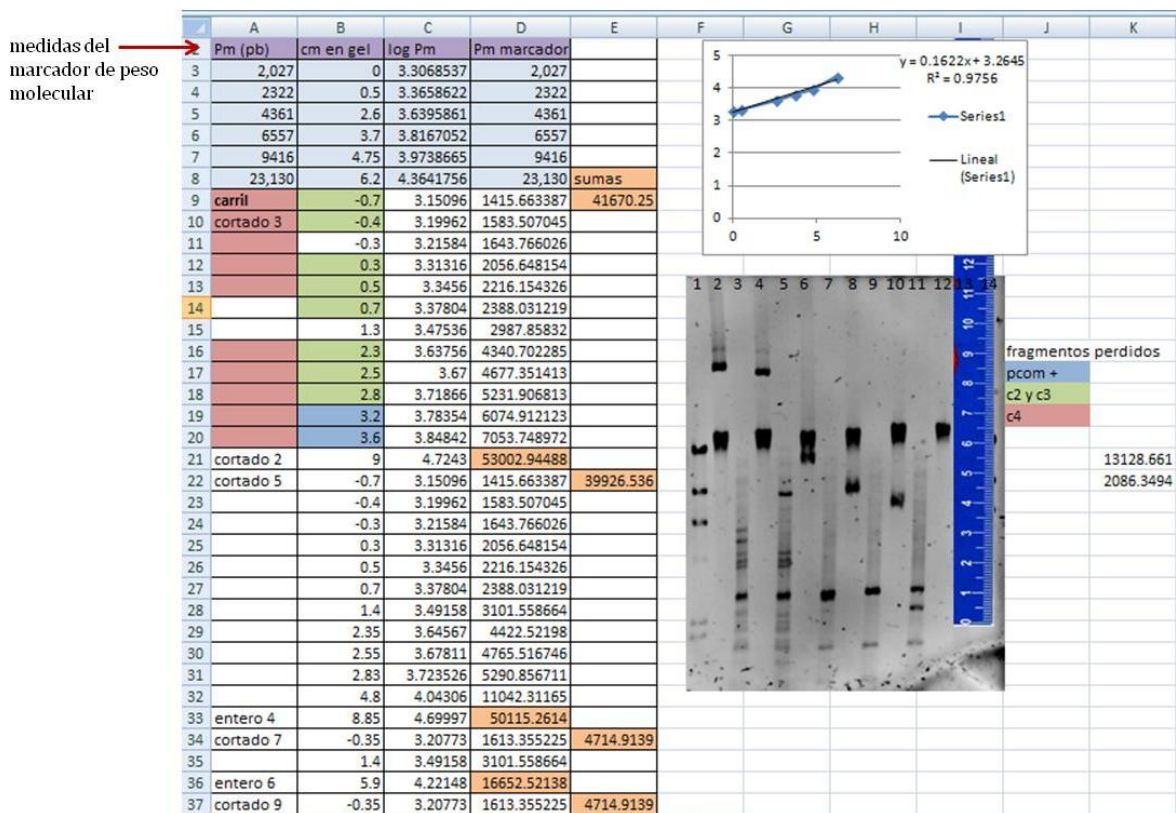 medidas del
marcador de peso
molecular
A B C D E F G H I J K
2 Pm (pb) cm en gel log Pm Pm marcador
3 2,027 0 3.3068537 2,027
4 2322 0.5 3.3658622 2322
5 4361 2.6 3.6395861 4361
6 6557 3.7 3.8167052 6557
7 9416 4.75 3.9738665 9416
8 23,130 6.2 4.3641756 23,130 sumas
9 carril -0.7 3.15096 1415.663387 41670.25
10 cortado 3 -0.4 3.19962 1583.507045
11 -0.3 3.21584 1643.766026
12 0.3 3.31316 2056.648154
13 0.5 3.3456 2216.154326
14 0.7 3.37804 2388.031219
15 1.3 3.47536 2987.85832
16 2.3 3.63756 4340.702285
17 2.5 3.67 4677.351413
18 2.8 3.71866 5231.906813
19 3.2 3.78354 6074.912123
20 3.6 3.84842 7053.748972
21 cortado 2 9 4.7243 53002.94488 13128.661
22 cortado 5 -0.7 3.15096 1415.663387 39926.536 2086.3494
23 -0.4 3.19962 1583.507045
24 -0.3 3.21584 1643.766026
25 0.3 3.31316 2056.648154
26 0.5 3.3456 2216.154326
27 0.7 3.37804 2388.031219
28 1.4 3.49158 3101.558664
29 2.35 3.64567 4422.52198
30 2.55 3.67811 4765.516746
31 2.83 3.723526 5290.856711
32 4.8 4.04306 11042.31165
33 entero 4 8.85 4.69997 50115.2614
34 cortado 7 -0.35 3.20773 1613.355225 4714.9139
35 1.4 3.49158 3101.558664
36 entero 6 5.9 4.22148 16652.52138
37 cortado 9 -0.35 3.20773 1613.355225 4714.9139
y = 0.1622x + 3.2645
R² = 0.9756
5
4
3
2
1
0
0 5 10
Series1
Lineal
(Series1)
1 2 3 4 5 6 7 8 9 10 11 12 13 14
12
11
10
9
8
7
6
5
4
3
2
1
0
fragmentos perdidos
pcom +
c2 y c3
c4